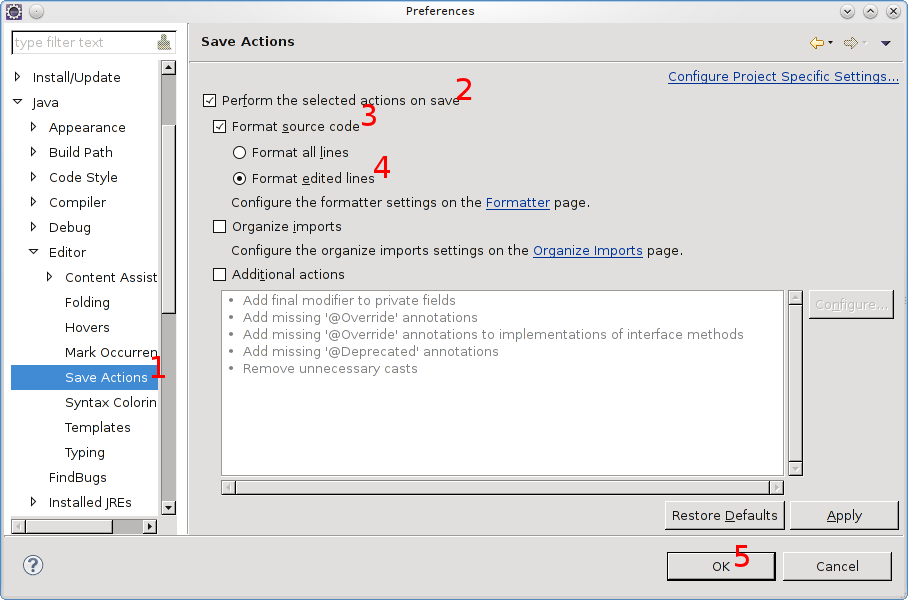 Preferences
type filter text
Save Actions
Configure Project Specific Settings...
Install/Update
Java
Appearance
Build Path
Code Style
Compiler
Debug
Editor
Content Assist
Folding
Hovers
Mark Occurren
Save Actions 1
Syntax Colorin
Templates
Typing
FindBugs
Installed JREs
Perform the selected actions on save 2
Format source code 3
Format all lines
Format edited lines 4
Configure the formatter settings on the Formatter page.
Organize imports
Configure the organize imports settings on the Organize Imports page.
Additional actions
• Add final modifier to private fields
• Add missing '@Override' annotations
• Add missing '@Override' annotations to implementations of interface methods
• Add missing '@Deprecated' annotations
• Remove unnecessary casts
Configure...
Restore Defaults
Apply
?
OK 5
Cancel